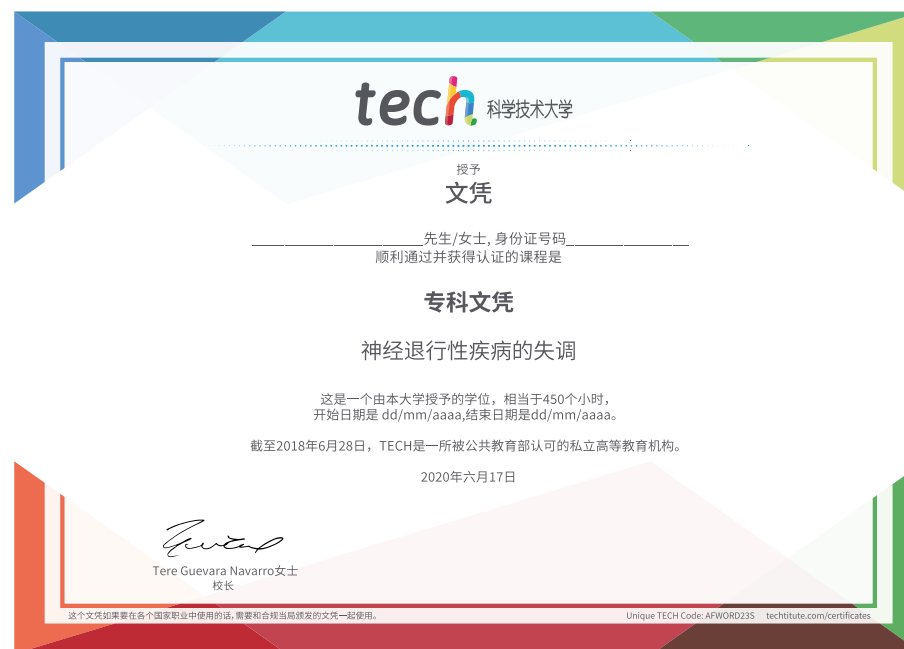 tech 科学技术大学
授予
文凭
________________________先生/女士, 身份证号码_________________
顺利通过并获得认证的课程是
专科文凭
神经退行性疾病的失调
这是一个由本大学授予的学位，相当于450个小时，
开始日期是 dd/mm/aaaa,结束日期是dd/mm/aaaa。
截至2018年6月28日，TECH是一所被公共教育部认可的私立高等教育机构。
2020年六月17日
Tere Guevara Navarro女士
校长
这个文凭如果要在各个国家职业中使用的话，需要和合规当局颁发的文凭一起使用。
Unique TECH Code: AFWORD23S techtitute.com/certificates